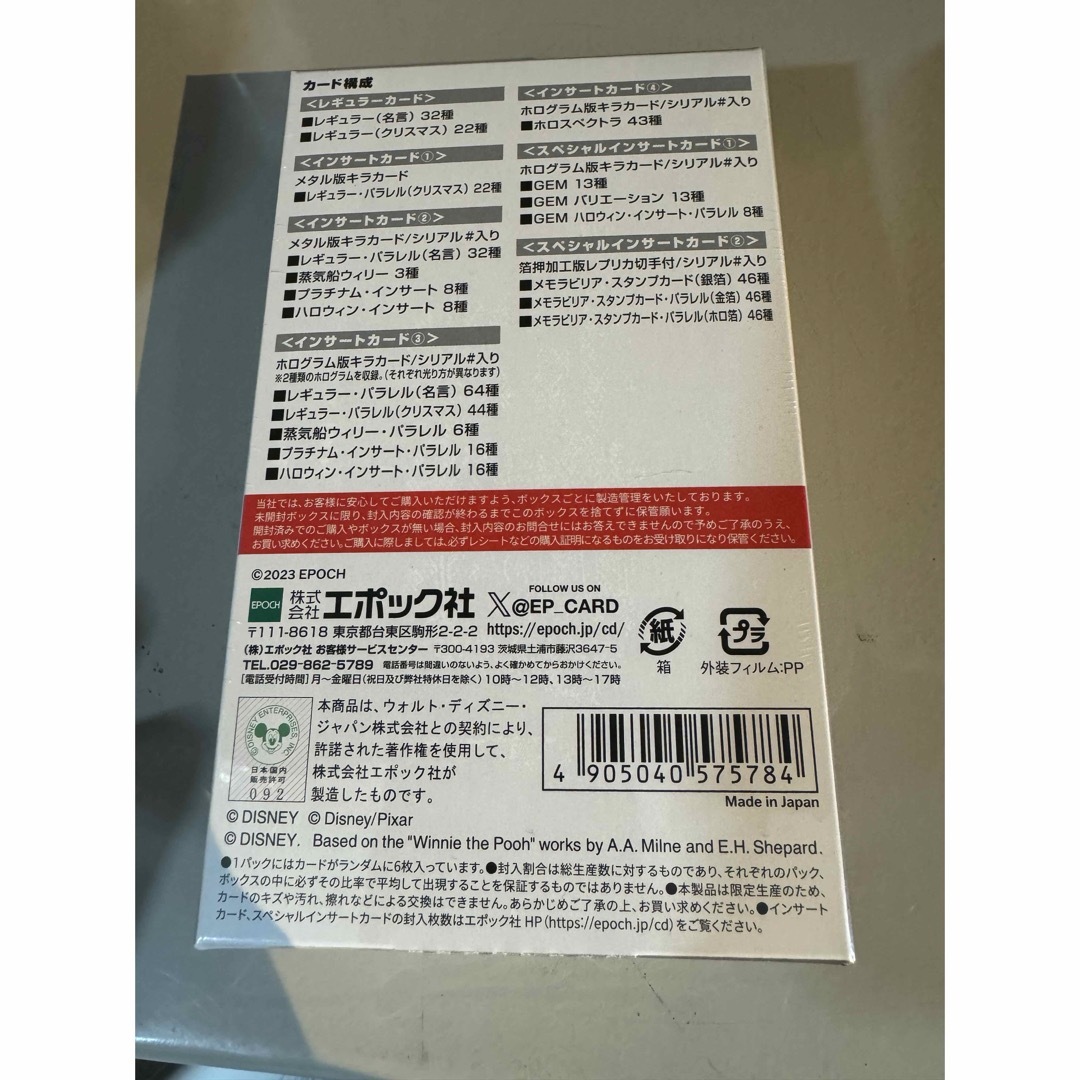 カード構成
＜レギュラーカード＞
■レギュラー(名言) 32種
■レギュラー(クリスマス) 22種
＜インサートカード①＞
メタル版キラカード
■レギュラー・パラレル(クリスマス) 22種
＜インサートカード②＞
メタル版キラカード/シリアル#入り
■レギュラー・パラレル(名言) 32種
■蒸気船ウィリー 3種
■プラチナム・インサート 8種
■ハロウィン・インサート 8種
＜インサートカード③＞
ホログラム版キラカード/シリアル#入り
※2種類のホログラムを収録。(それぞれ光り方が異なります)
■レギュラー・パラレル(名言) 64種
■レギュラー・パラレル(クリスマス) 44種
■蒸気船ウィリー・パラレル 6種
■プラチナム・インサート・パラレル 16種
■ハロウィン・インサート・パラレル 16種
＜インサートカード④＞
ホログラム版キラカード/シリアル#入り
■ホロスペクトラ 43種
＜スペシャルインサートカード①＞
ホログラム版キラカード/シリアル#入り
■GEM 13種
■GEM バリエーション 13種
■GEM ハロウィン・インサート・パラレル 8種
＜スペシャルインサートカード②＞
箔押加工版レプリカ切手付/シリアル#入り
■メモラビリア・スタンプカード(銀箔) 46種
■メモラビリア・スタンプカード・パラレル(金箔) 46種
■メモラビリア・スタンプカード・パラレル(ホロ箔) 46種
当社では、お客様に安心してご購入いただけますよう、ボックスごとに製造管理をいたしております。
未開封ボックスに限り、封入内容の確認が終わるまでこのボックスを捨てずに保管願います。
開封済みでのご購入やボックスが無い場合、封入内容のお問合せにはお答えできませんので予めご了承のうえ、
お買い求めください。ご購入に際しましては、必ずレシートなどの購入証明になるものをお受け取りになり保管ください。
©2023 EPOCH
EPOCH 株式会社 エポック社
FOLLOW US ON
X@EP_CARD
〒111-8618 東京都台東区駒形2-2-2 https://epoch.jp/cd/
(株)エポック社 お客様サービスセンター 〒300-4193 茨城県土浦市藤沢3647-5
TEL.029-862-5789 電話番号は間違いのないよう、よく確かめてからおかけください。
[電話受付時間] 月〜金曜日(祝日及び弊社特休日を除く) 10時〜12時、13時〜17時
紙
箱
プラ
外装フィルム:PP
©DISNEY ENTERPRISES, INC.
日本国内
販売許可
092
本商品は、ウォルト・ディズニー・
ジャパン株式会社との契約により、
許諾された著作権を使用して、
株式会社エポック社が
製造したものです。
4 905040 575784
Made in Japan
© DISNEY © Disney/Pixar
© DISNEY. Based on the "Winnie the Pooh" works by A.A. Milne and E.H. Shepard.
●1パックにはカードがランダムに6枚入っています。●封入割合は総生産数に対するものであり、それぞれのパック、
ボックスの中に必ずその比率で平均して出現することを保証するものではありません。●本製品は限定生産のため、
カードのキズや汚れ、擦れなどによる交換はできません。あらかじめご了承の上、お買い求めください。●インサート
カード、スペシャルインサートカードの封入枚数はエポック社 HP (https://epoch.jp/cd)をご覧ください。